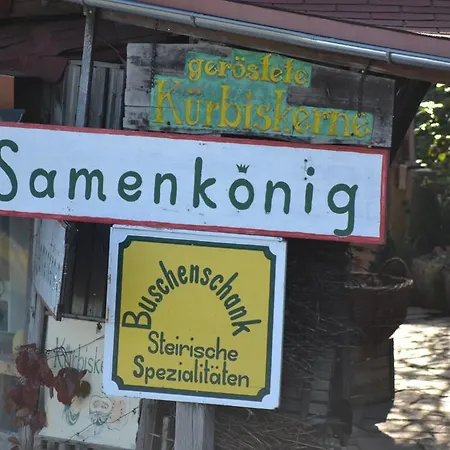 geröstete
Kürbiskerne
Samenkönig
Buschenschank
Steirische
Spezialitäten